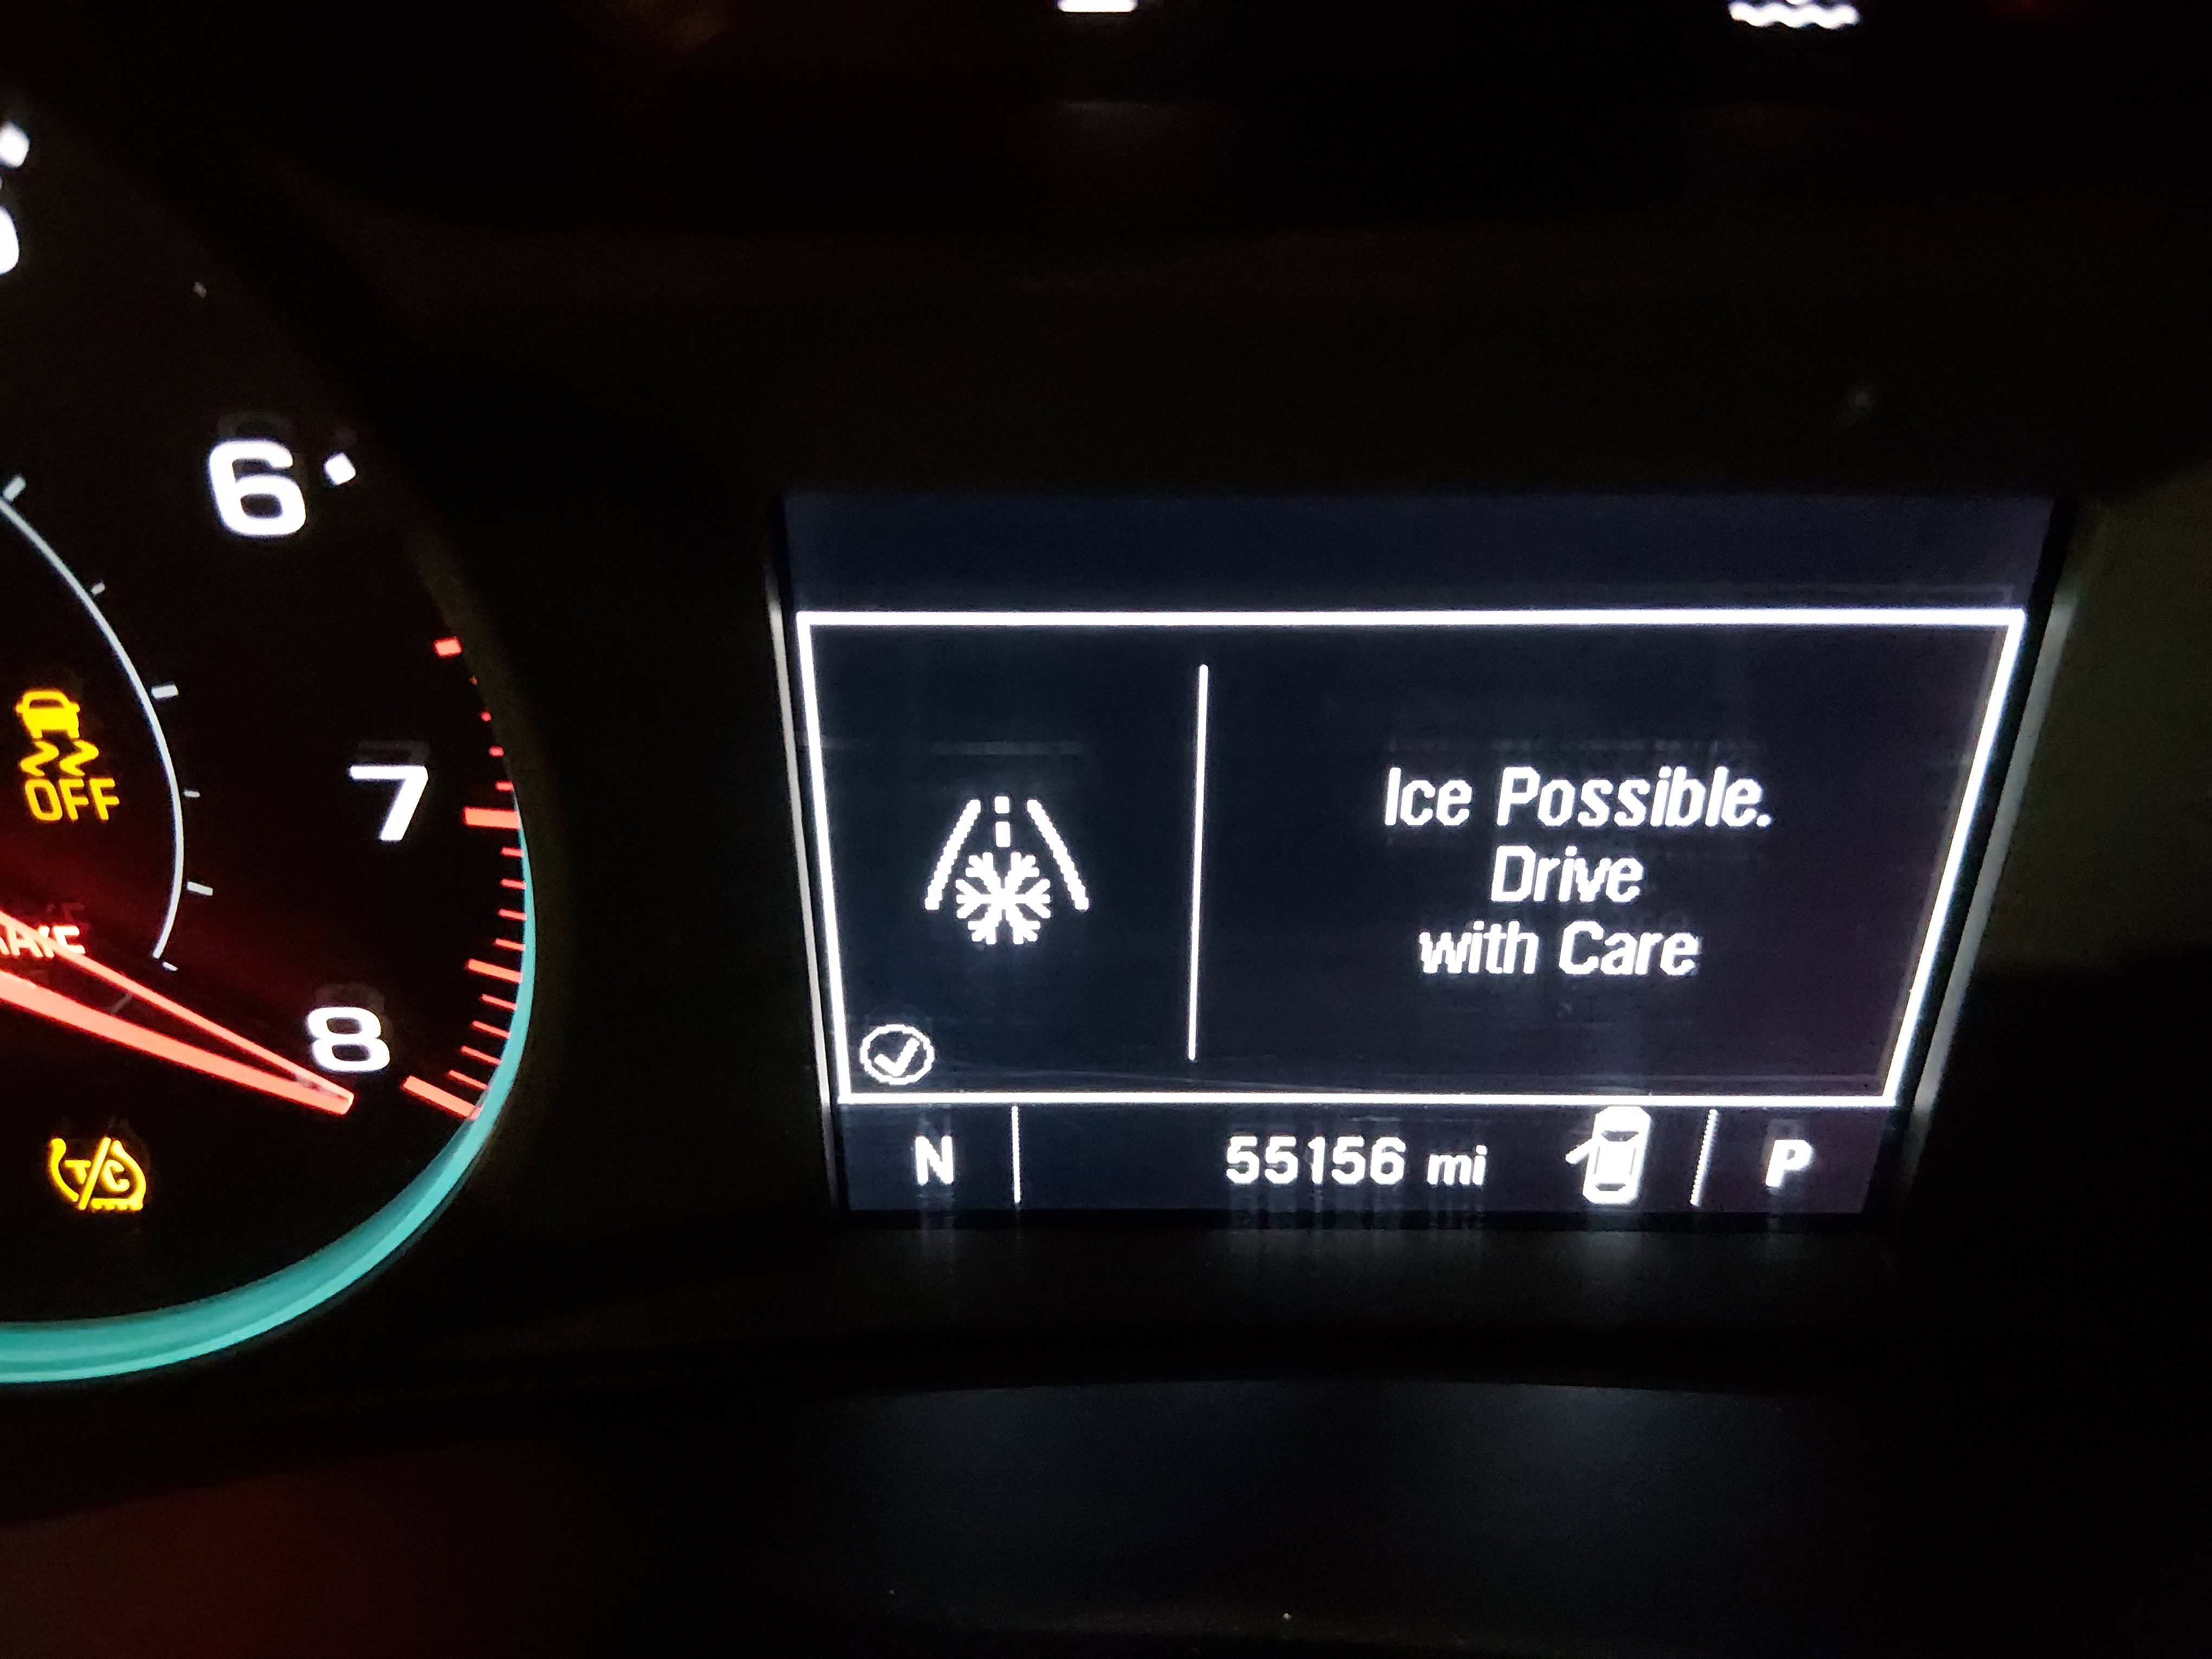 6
7
OFF
8
T/C
Ice Possible.
Drive
with Care
N 55156 mi P